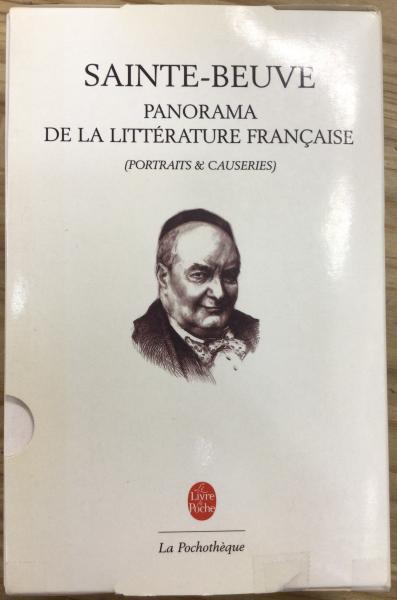 SAINTE-BEUVE
PANORAMA
DE LA LITTÉRATURE FRANÇAISE
(PORTRAITS & CAUSERIES)
Le
Livre
de
Poche
La Pochothèque